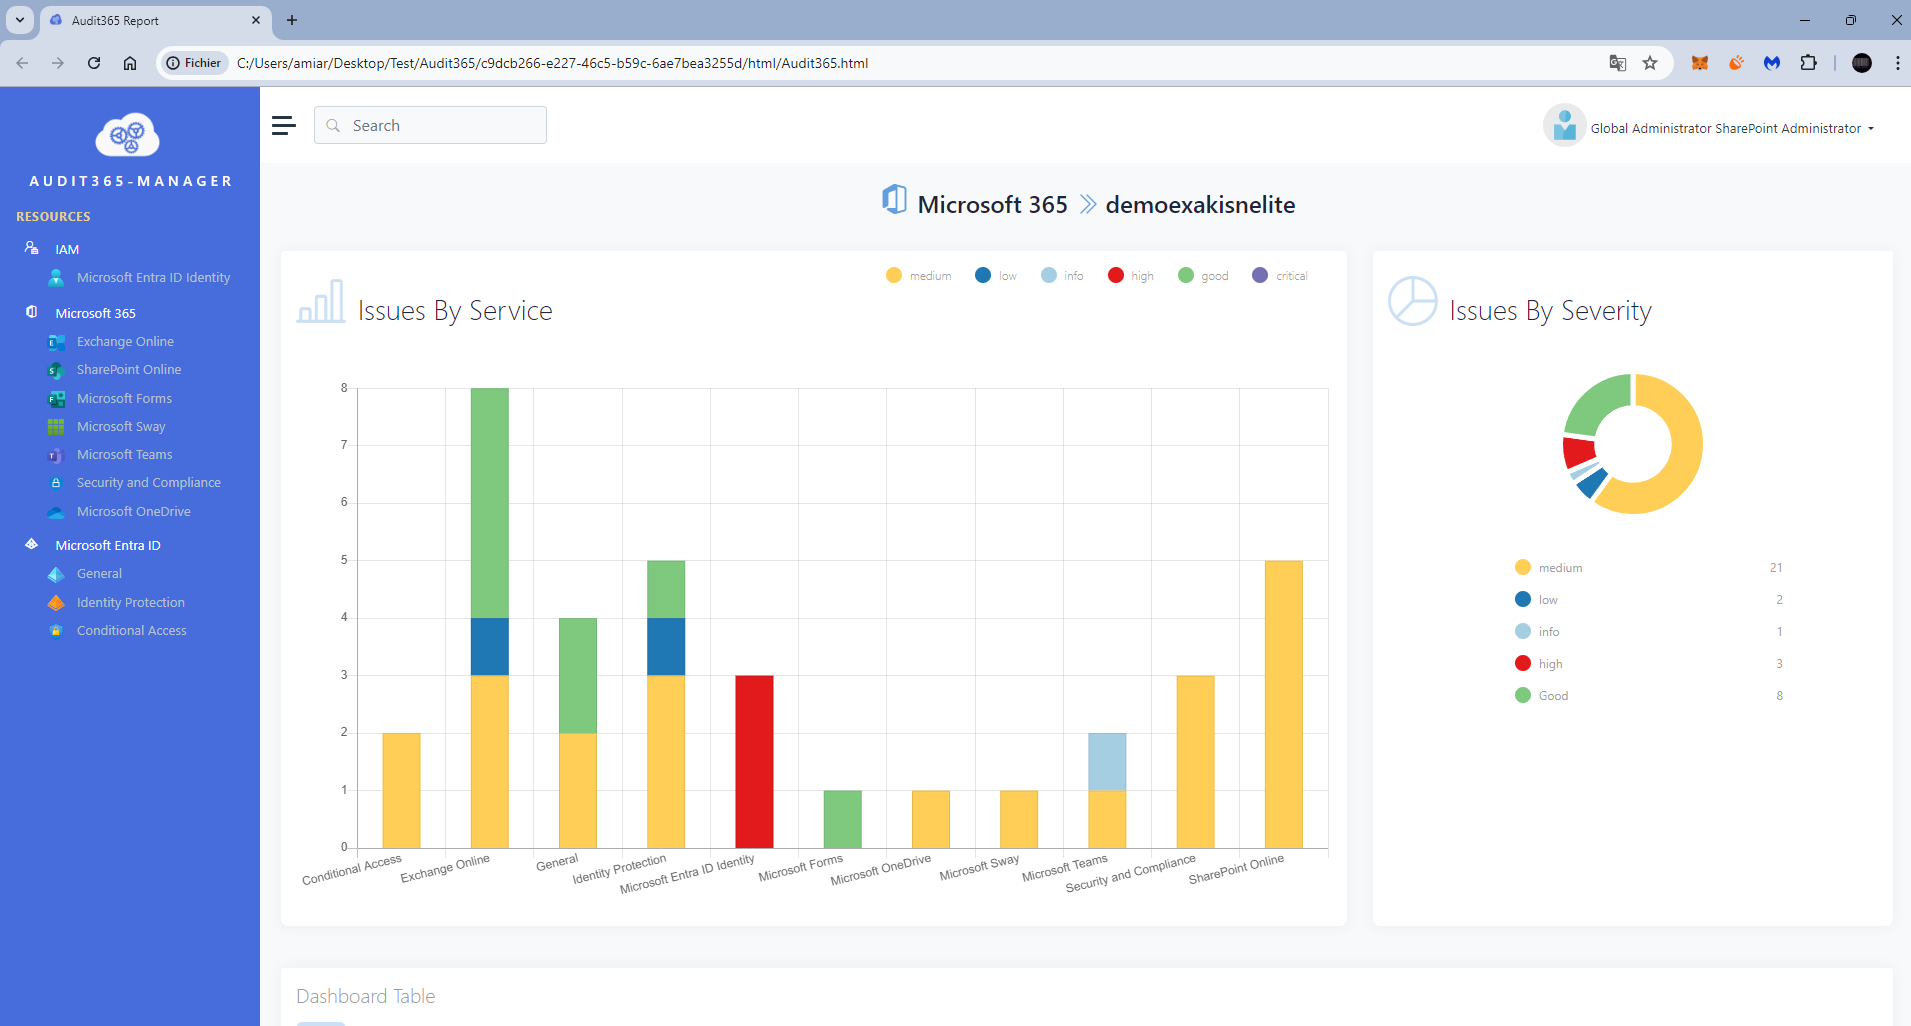 Audit365 Report
Fichier
C:/Users/amiar/Desktop/Test/Audit365/c9dcb266-e227-46c5-b59c-6ae7bea3255d/html/Audit365.html
AUDIT365-MANAGER
RESOURCES
IAM
Microsoft Entra ID Identity
Microsoft 365
Exchange Online
SharePoint Online
Microsoft Forms
Microsoft Sway
Microsoft Teams
Security and Compliance
Microsoft OneDrive
Microsoft Entra ID
General
Identity Protection
Conditional Access
Search
Global Administrator SharePoint Administrator
Microsoft 365 demoexakisnelite
medium low info high good critical
Issues By Service
8
7
6
5
4
3
2
1
0
Conditional Access
Exchange Online
General
Identity Protection
Microsoft Entra ID Identity
Microsoft Forms
Microsoft OneDrive
Microsoft Sway
Microsoft Teams
Security and Compliance
SharePoint Online
Issues By Severity
medium 21
low 2
info 1
high 3
Good 8
Dashboard Table